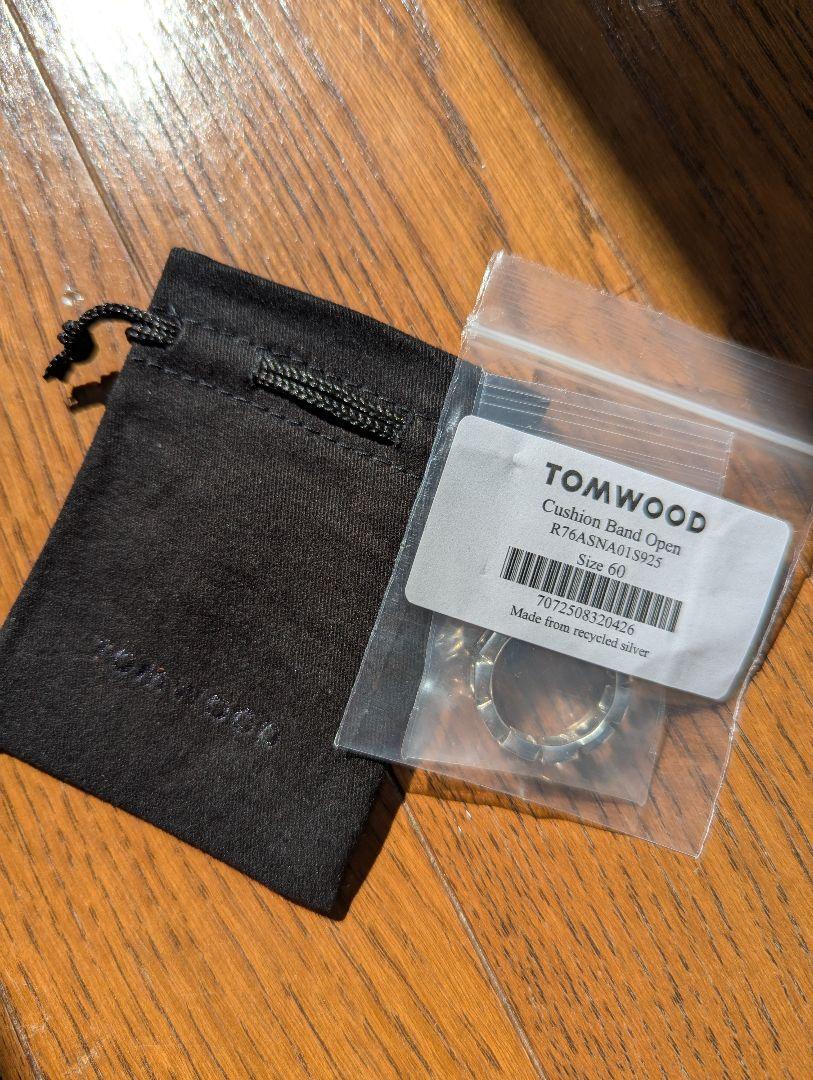 TOMWOOD
Cushion Band Open
R76ASNA01S925
Size 60
7072508320426
Made from recycled silver
TOMWOOD